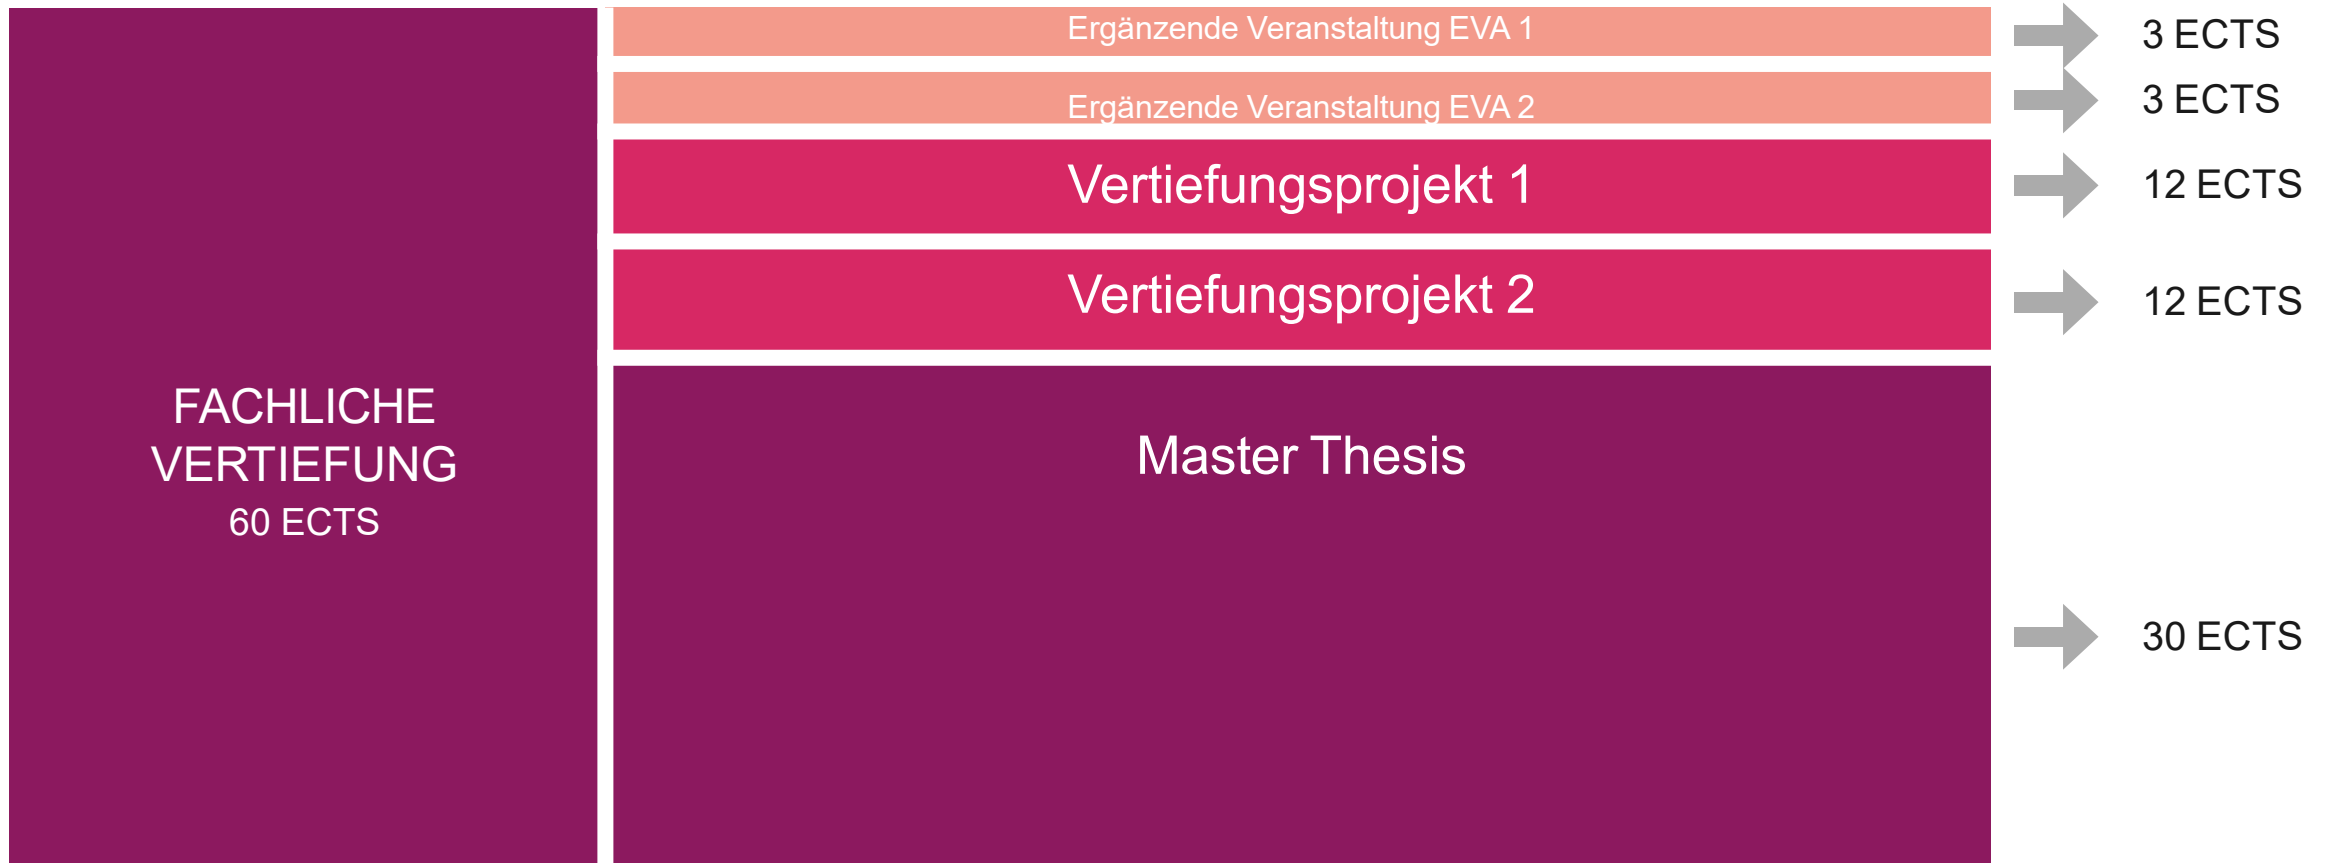 FACHLICHE
VERTIEFUNG
60 ECTS
Ergänzende Veranstaltung EVA 1
3 ECTS
Ergänzende Veranstaltung EVA 2
3 ECTS
Vertiefungsprojekt 1
12 ECTS
Vertiefungsprojekt 2
12 ECTS
Master Thesis
30 ECTS